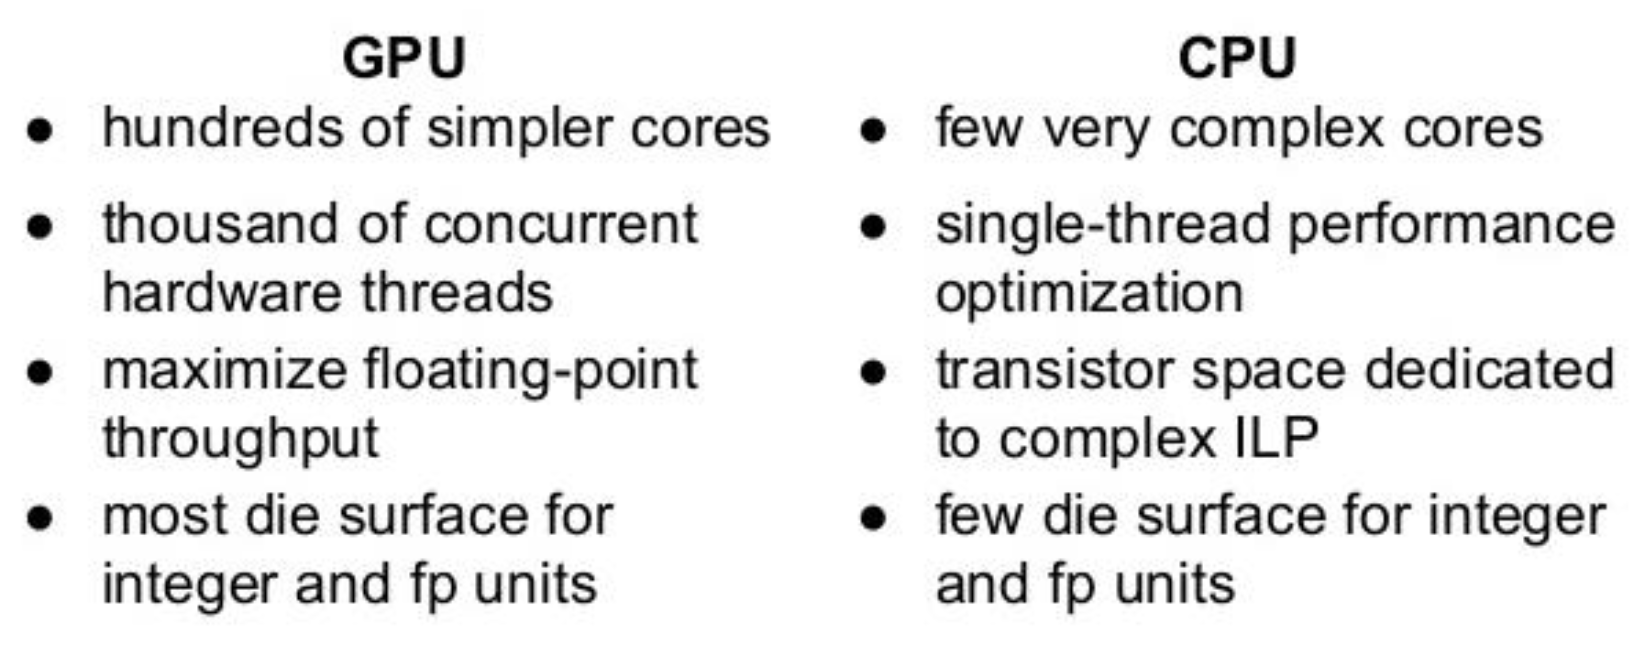 GPU
● hundreds of simpler cores
● thousand of concurrent
hardware threads
● maximize floating-point
throughput
● most die surface for
integer and fp units
CPU
● few very complex cores
● single-thread performance
optimization
● transistor space dedicated
to complex ILP
● few die surface for integer
and fp units